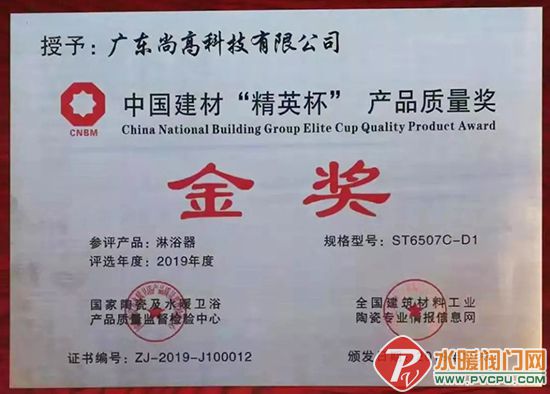 授予：广东尚高科技有限公司
CNBM
中国建材“精英杯” 产品质量奖
China National Building Group Elite Cup Quality Product Award
金奖
参评产品：淋浴器
规格型号：ST6507C-D1
评选年度：2019年度
国家陶瓷及水暖卫浴
产品质量监督检验中心
全国建筑材料工业
陶瓷专业情报信息网
证书编号：ZJ-2019-J100012
颁发日期
水暖阀门网
WWW.PVCPU.COM